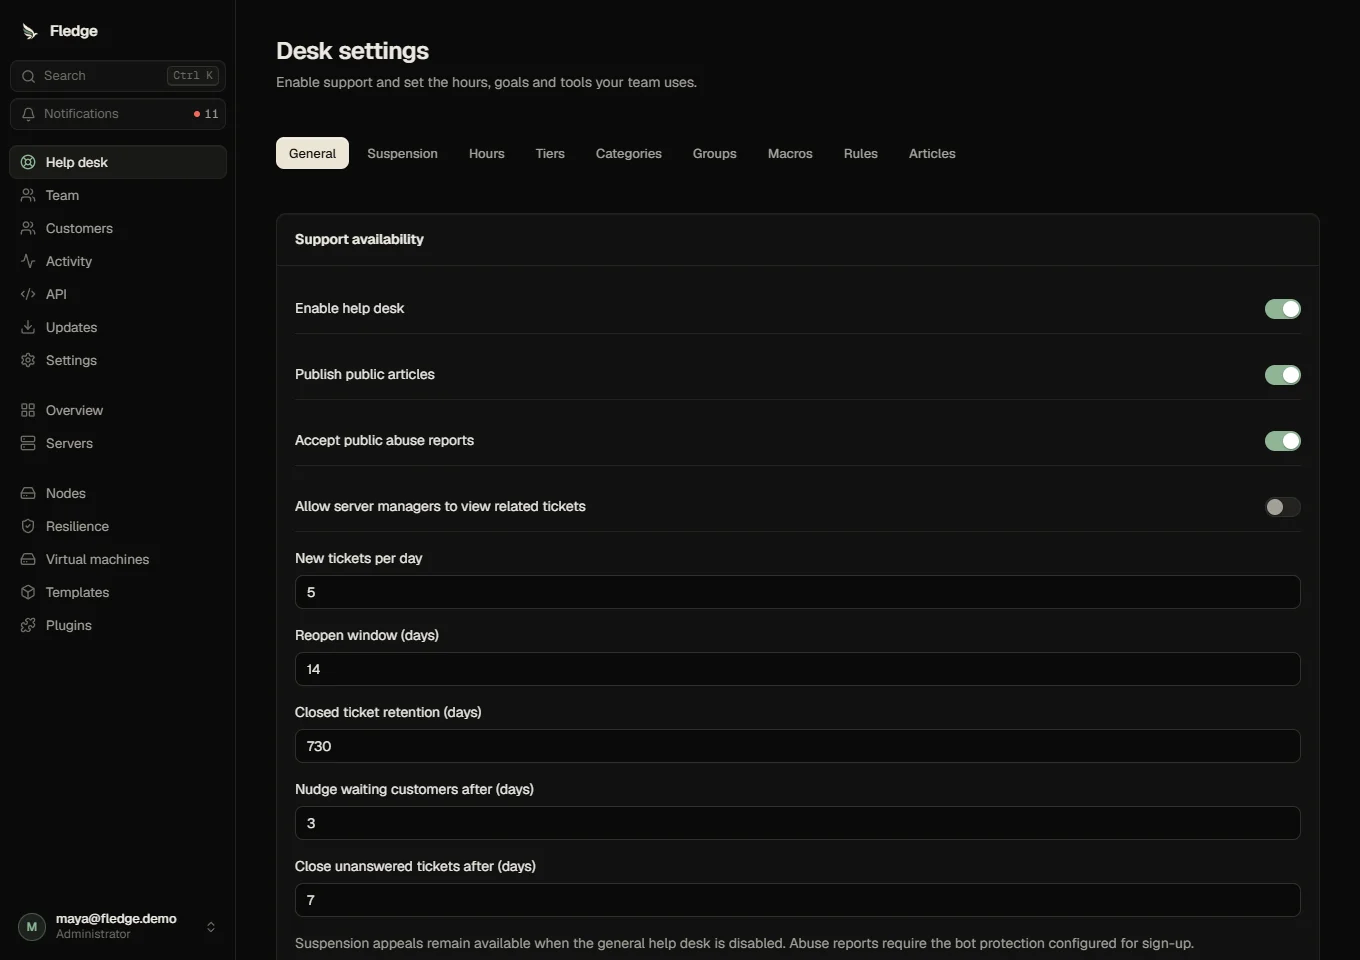 Fledge
Search Ctrl K
Notifications 11
Help desk
Team
Customers
Activity
API
Updates
Settings
Overview
Servers
Nodes
Resilience
Virtual machines
Templates
Plugins
M
maya@fledge.demo
Administrator
Desk settings
Enable support and set the hours, goals and tools your team uses.
General Suspension Hours Tiers Categories Groups Macros Rules Articles
Support availability
Enable help desk
Publish public articles
Accept public abuse reports
Allow server managers to view related tickets
New tickets per day
5
Reopen window (days)
14
Closed ticket retention (days)
730
Nudge waiting customers after (days)
3
Close unanswered tickets after (days)
7
Suspension appeals remain available when the general help desk is disabled. Abuse reports require the bot protection configured for sign-up.